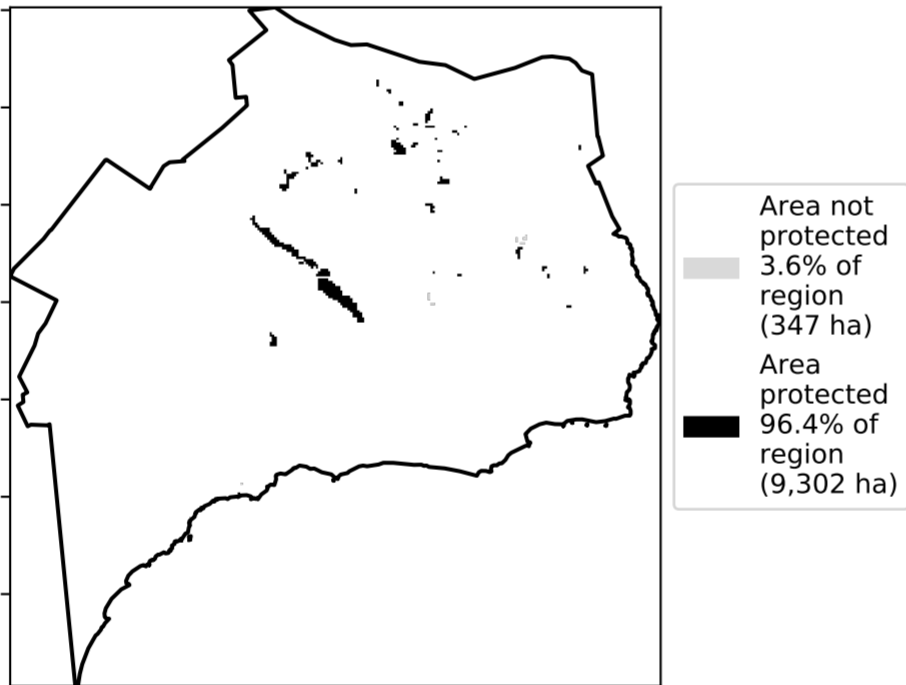 Area not
protected
3.6% of
region
(347 ha)
Area
protected
96.4% of
region
(9,302 ha)